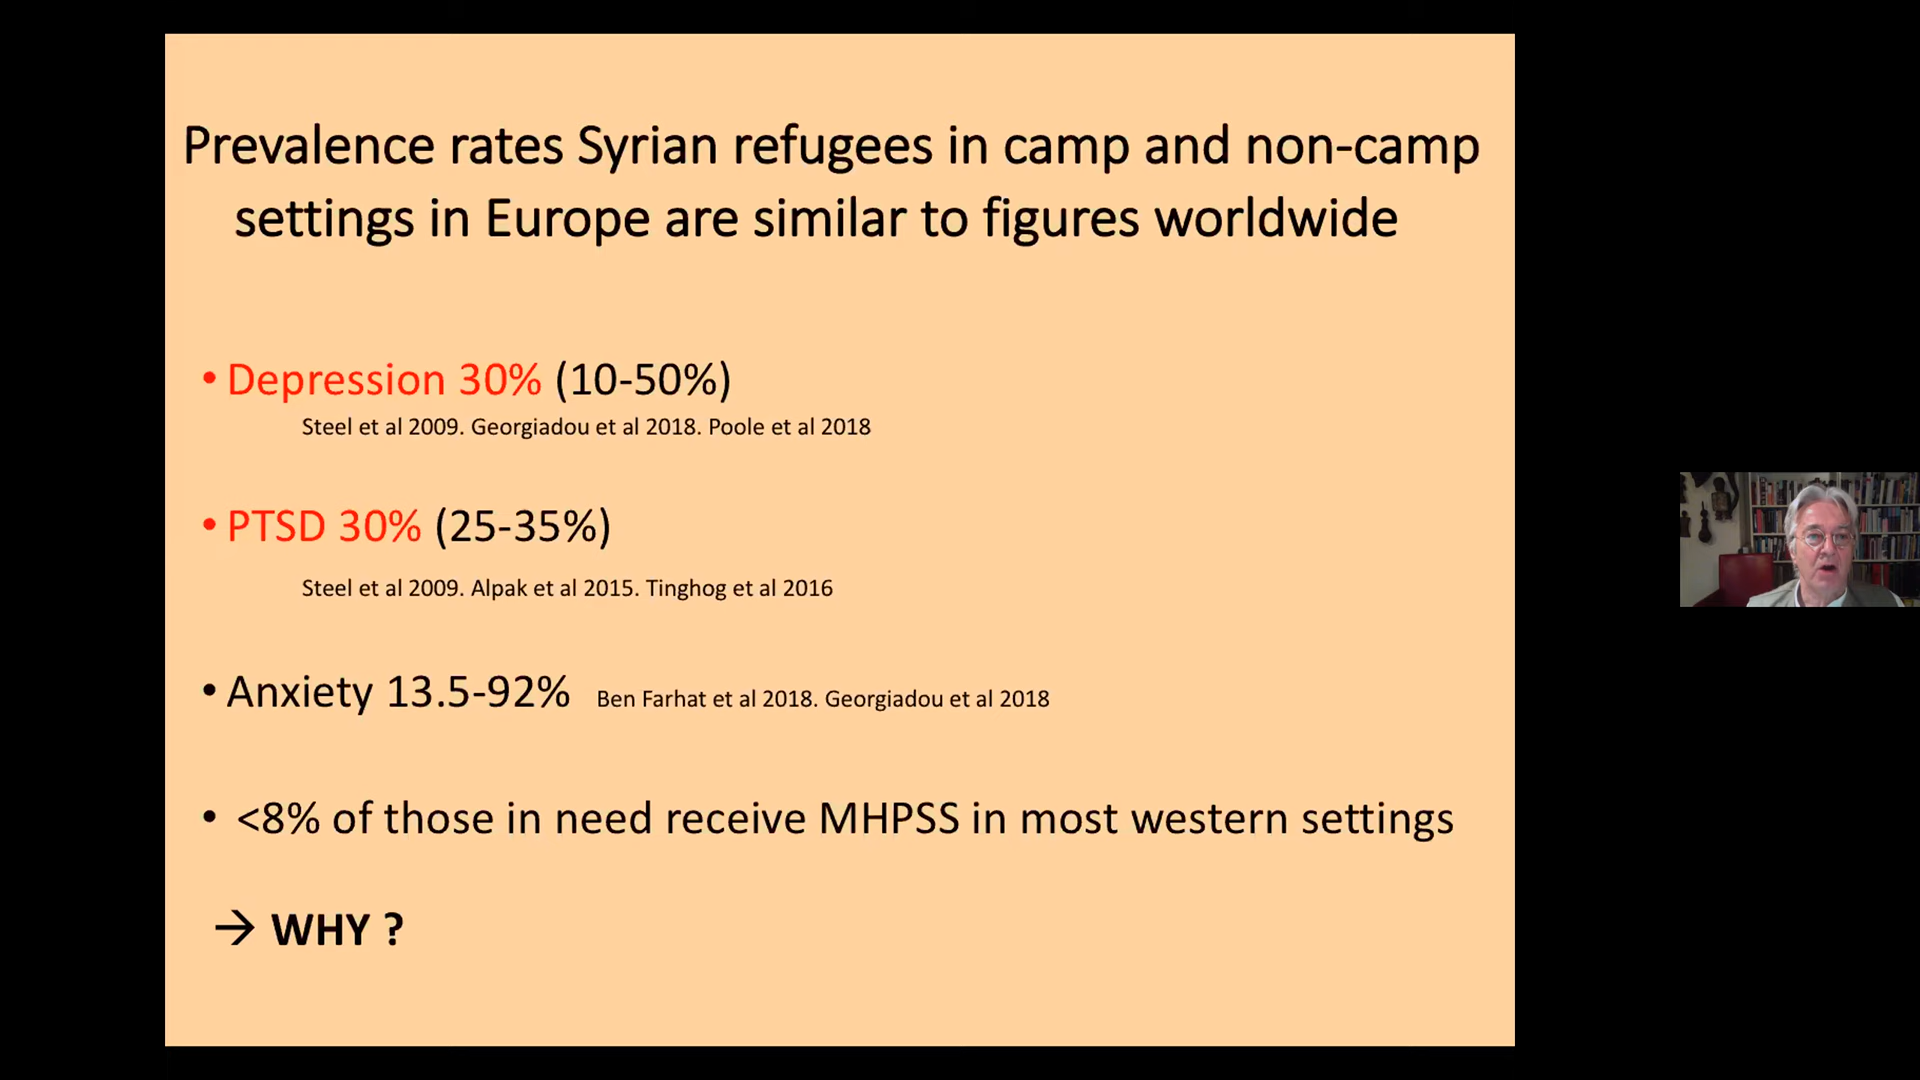 Prevalence rates Syrian refugees in camp and non-camp
settings in Europe are similar to figures worldwide
• Depression 30% (10-50%)
Steel et al 2009. Georgiadou et al 2018. Poole et al 2018
• PTSD 30% (25-35%)
Steel et al 2009. Alpak et al 2015. Tinghog et al 2016
• Anxiety 13.5-92% Ben Farhat et al 2018. Georgiadou et al 2018
• <8% of those in need receive MHPSS in most western settings
→ WHY ?